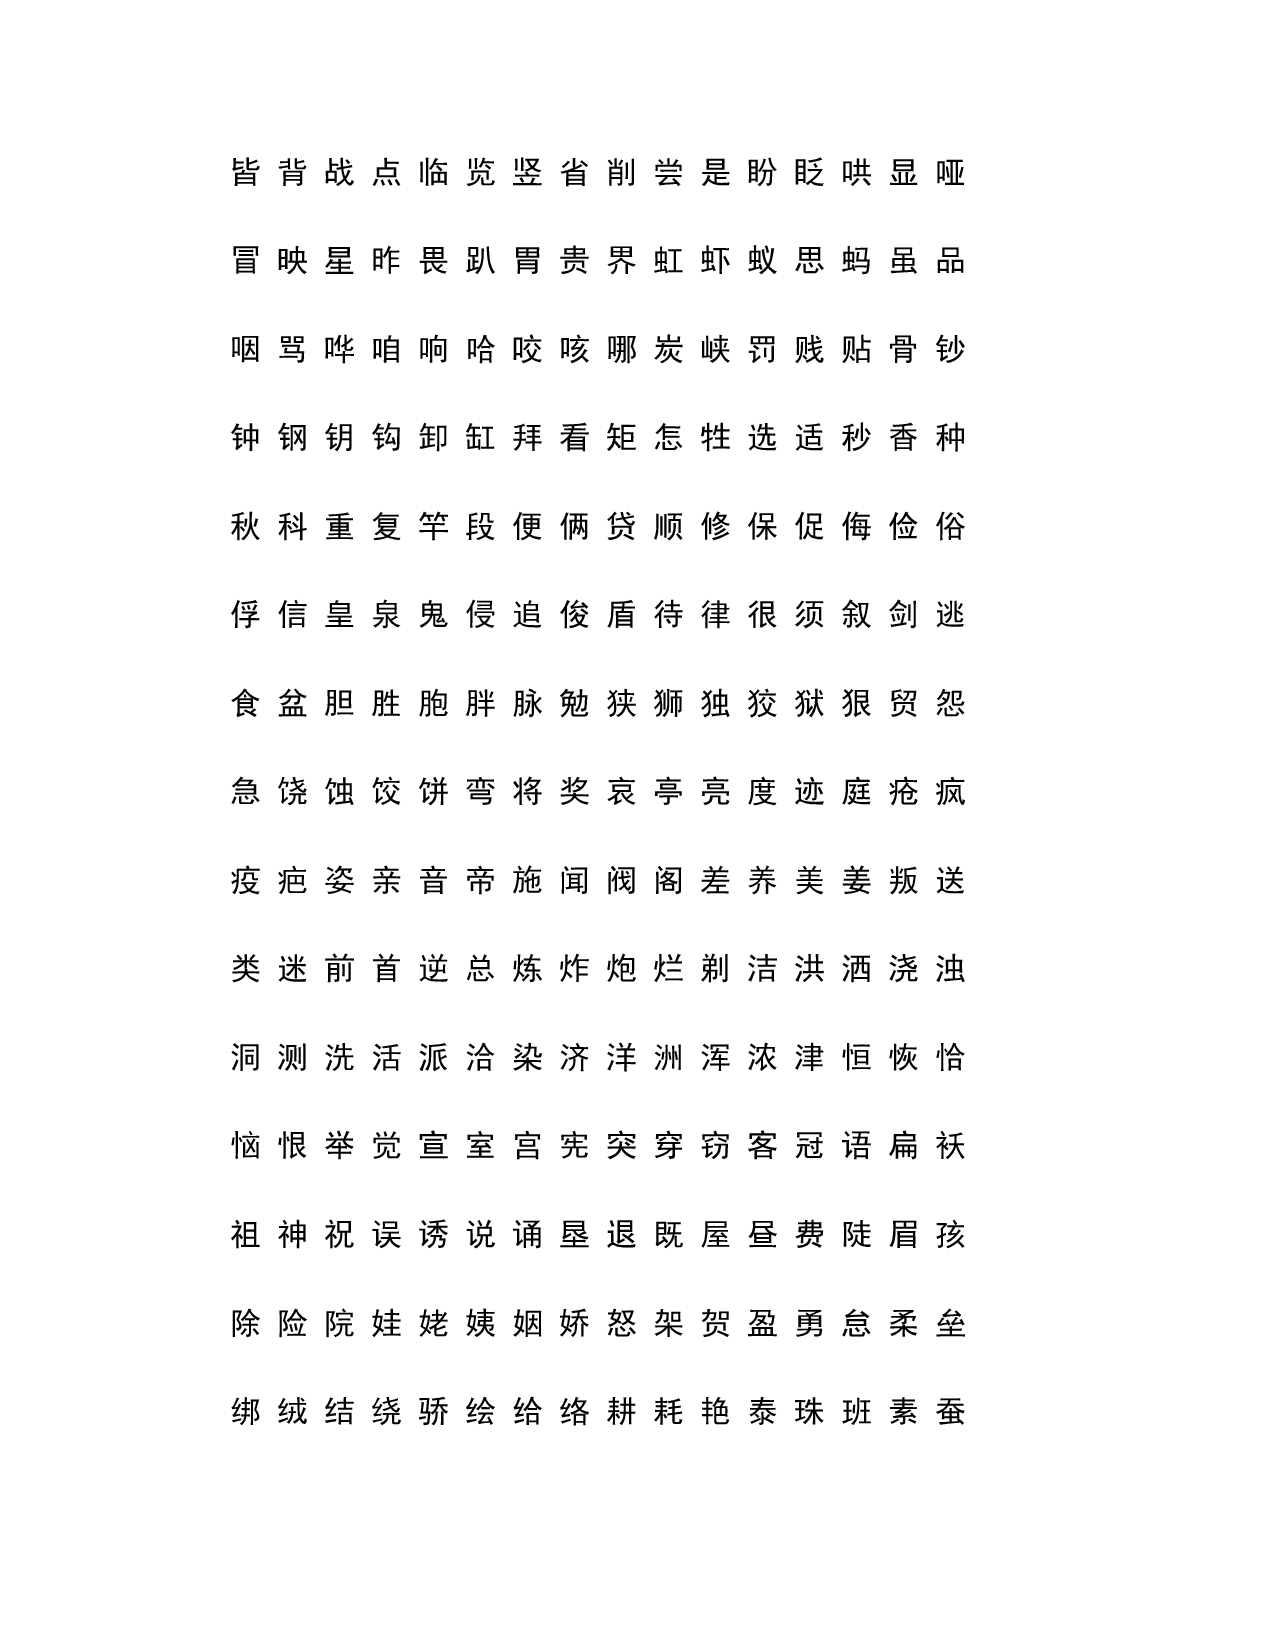 皆 背 战 点 临 览 竖 省 削 尝 是 盼 眨 哄 显 哑
冒 映 星 昨 畏 趴 胃 贵 界 虹 虾 蚁 思 蚂 虽 品
咽 骂 哗 咱 响 哈 咬 咳 哪 炭 峡 罚 贱 贴 骨 钞
钟 钢 钥 钩 卸 缸 拜 看 矩 怎 牲 选 适 秒 香 种
秋 科 重 复 竿 段 便 俩 贷 顺 修 保 促 侮 俭 俗
俘 信 皇 泉 鬼 侵 追 俊 盾 待 律 很 须 叙 剑 逃
食 盆 胆 胜 胞 胖 脉 勉 狭 狮 独 狡 狱 狠 贸 怨
急 饶 蚀 饺 饼 弯 将 奖 哀 亭 亮 度 迹 庭 疮 疯
疫 疤 姿 亲 音 帝 施 闻 阀 阁 差 养 美 姜 叛 送
类 迷 前 首 逆 总 炼 炸 炮 烂 剃 洁 洪 洒 浇 浊
洞 测 洗 活 派 洽 染 济 洋 洲 浑 浓 津 恒 恢 恰
恼 恨 举 觉 宣 室 宫 宪 突 穿 窃 客 冠 语 扁 袄
祖 神 祝 误 诱 说 诵 垦 退 既 屋 昼 费 陡 眉 孩
除 险 院 娃 姥 姨 姻 娇 怒 架 贺 盈 勇 怠 柔 垒
绑 绒 结 绕 骄 绘 给 络 耕 耗 艳 泰 珠 班 素 蚕